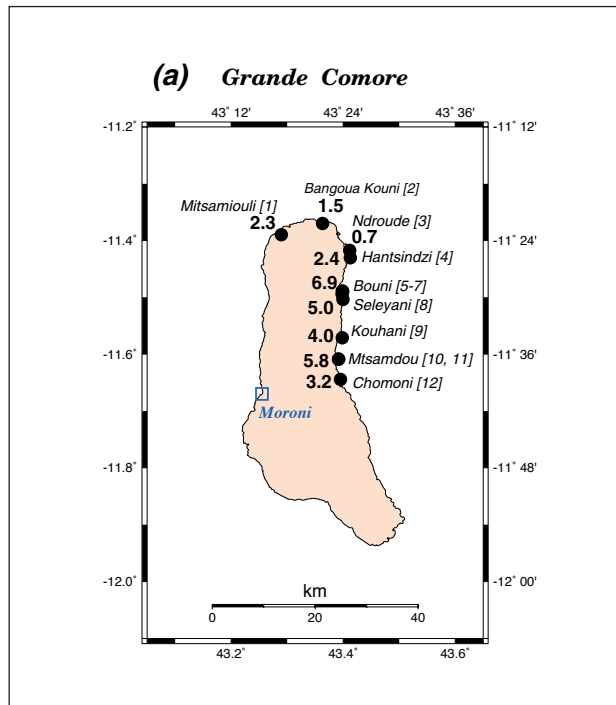 (a) Grande Comore
43° 12' 43° 24' 43° 36'
-11.2° -11° 12'
Bangoua Kouni [2]
Mitsamiouli [1] 1.5
2.3 Ndroude [3]
0.7
-11.4° -11° 24'
2.4 Hantsindzi [4]
6.9 Bouni [5-7]
5.0 Seleyani [8]
4.0 Kouhani [9]
-11.6° -11° 36'
5.8 Mtsamdou [10, 11]
3.2 Chomoni [12]
Moroni
-11.8° -11° 48'
-12.0° -12° 00'
km
0 20 40
43.2° 43.4° 43.6°